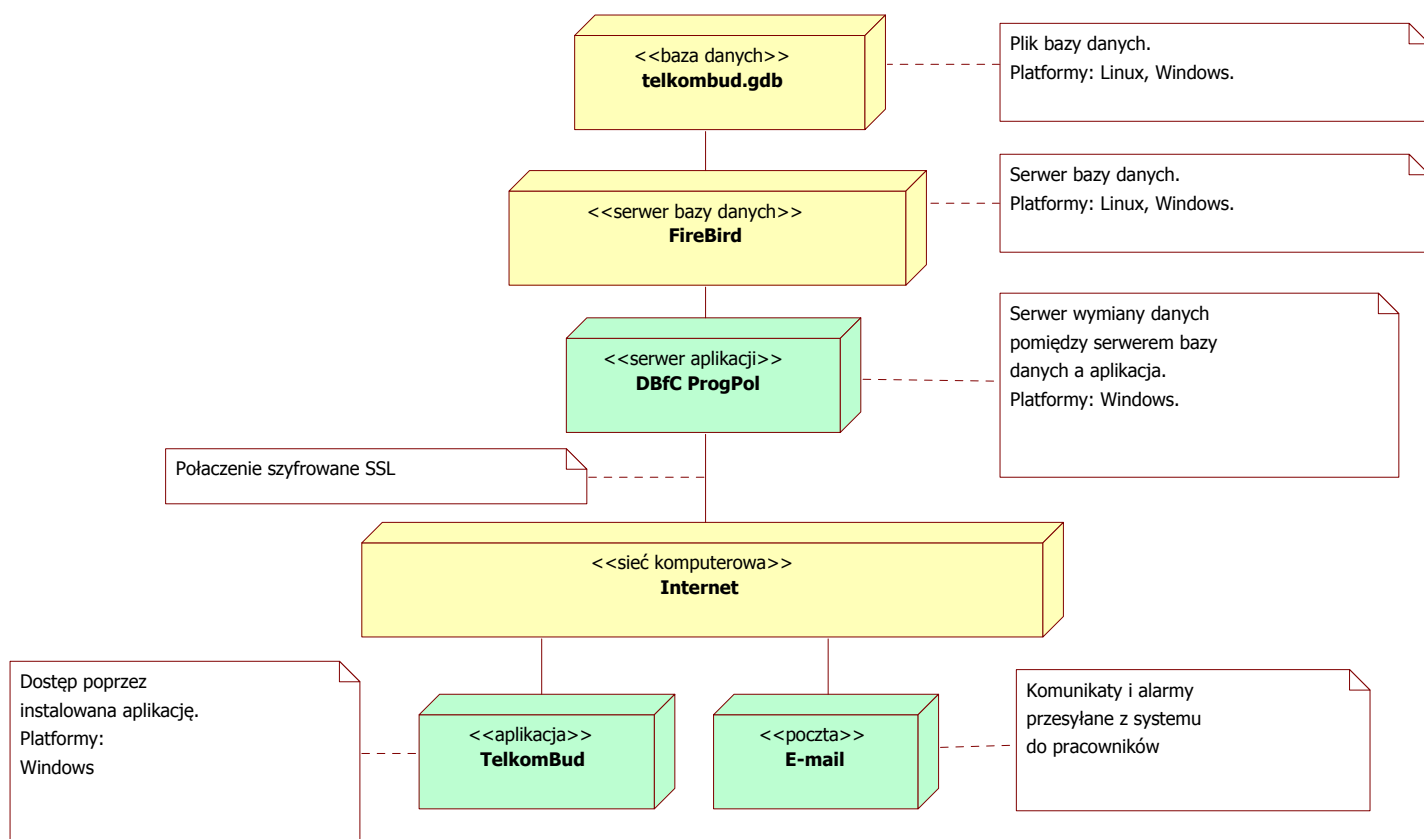 <<baza danych>>
telkombud.gdb
Plik bazy danych.
Platformy: Linux, Windows.
<<serwer bazy danych>>
FireBird
Serwer bazy danych.
Platformy: Linux, Windows.
<<serwer aplikacji>>
DBfC ProgPol
Serwer wymiany danych
pomiędzy serwerem bazy
danych a aplikacja.
Platformy: Windows.
Połaczenie szyfrowane SSL
<<sieć komputerowa>>
Internet
Dostęp poprzez
instalowana aplikację.
Platformy:
Windows
<<aplikacja>>
TelkomBud
<<poczta>>
E-mail
Komunikaty i alarmy
przesyłane z systemu
do pracowników